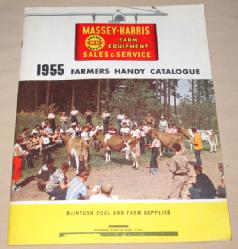 MASSEY-HARRIS
FARM
EQUIPMENT
SALES & SERVICE
1955 FARMERS HANDY CATALOGUE
McINTOSH COAL AND FARM SUPPLIES